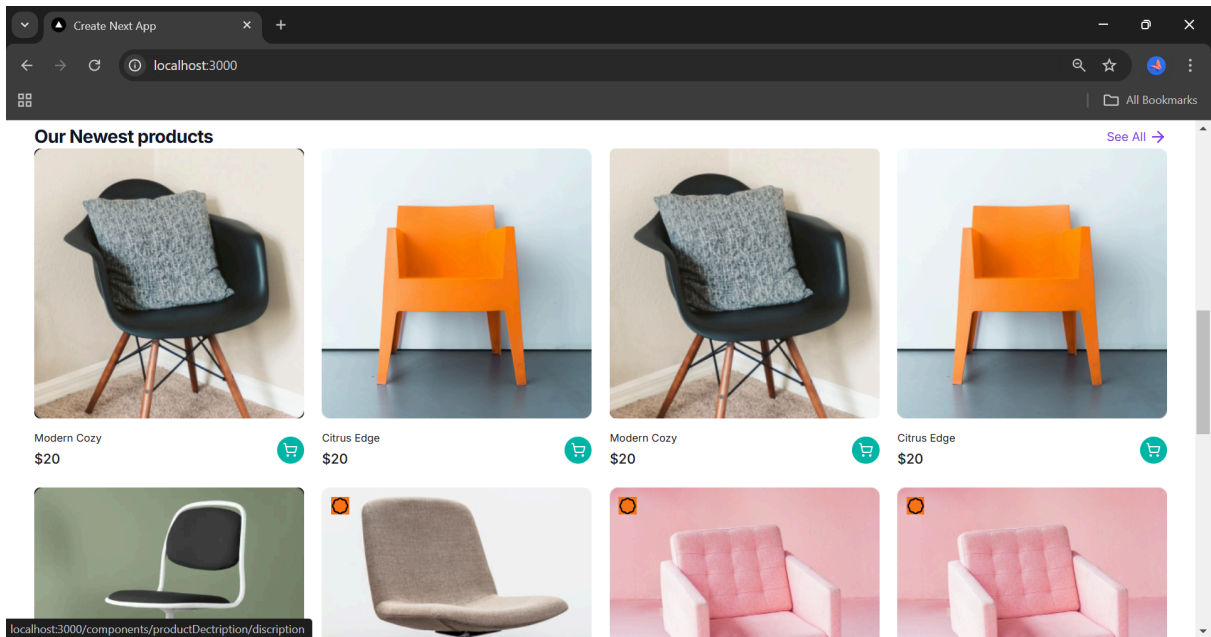 Create Next App
localhost:3000
All Bookmarks
Our Newest products
See All
Modern Cozy
$20
Citrus Edge
$20
Modern Cozy
$20
Citrus Edge
$20
localhost:3000/components/productDectription/discription